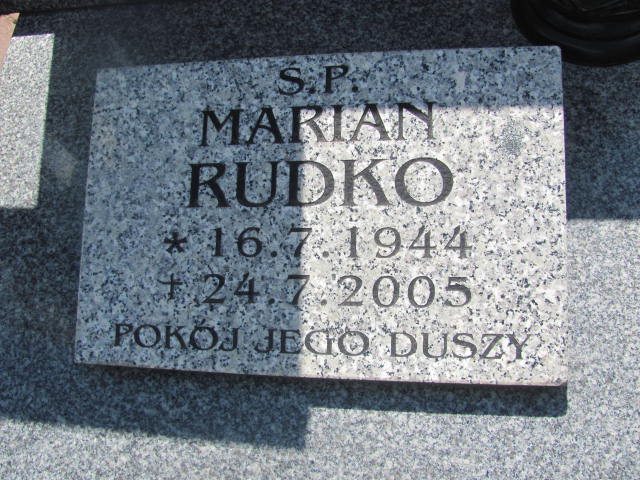 Ś.P.
MARIAN
RUDKO
* 16.7.1944
+ 24.7.2005
POKÓJ JEGO DUSZY